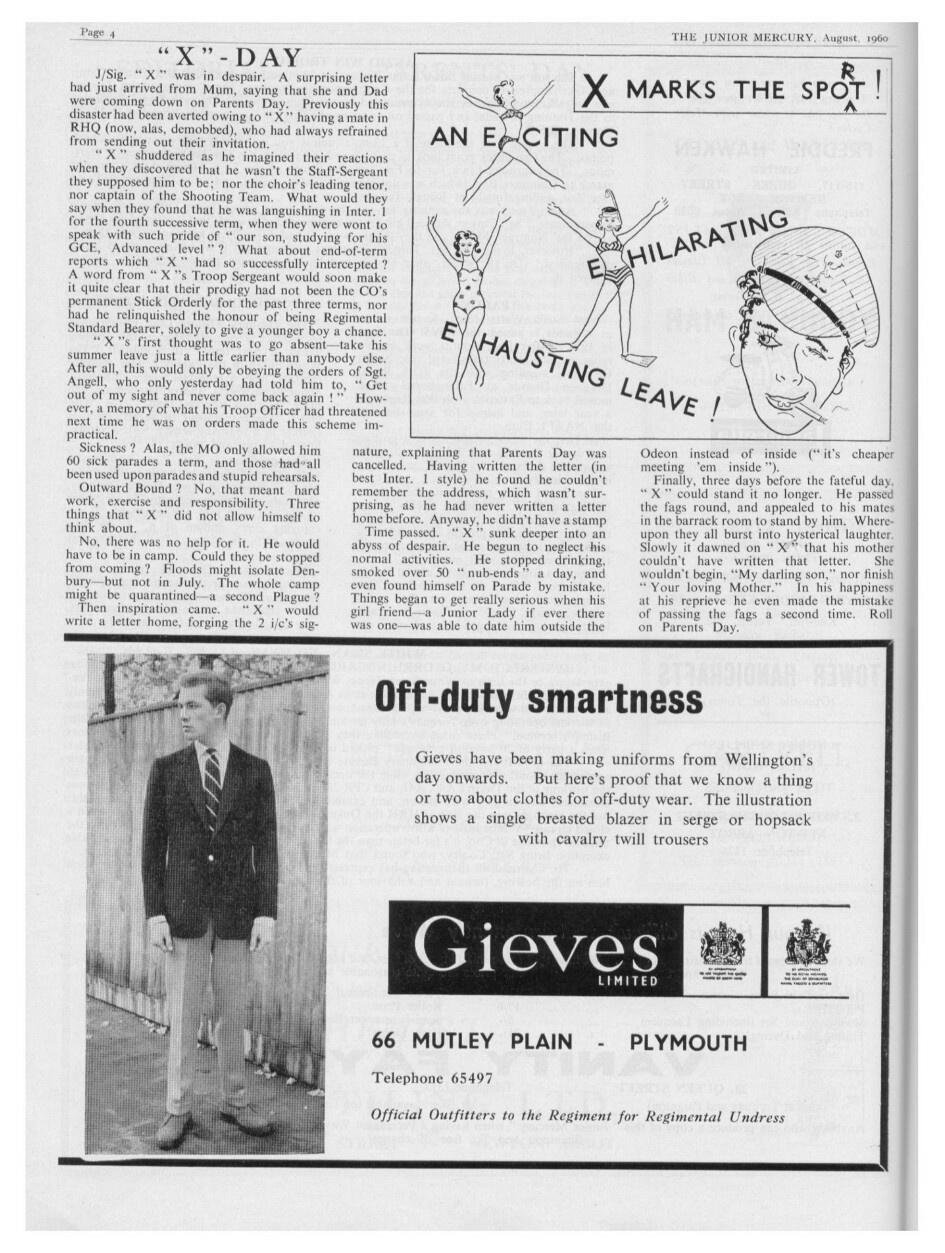 Page 4
THE JUNIOR MERCURY, August, 1960
“X”-DAY
J/Sig. “X” was in despair. A surprising letter
had just arrived from Mum, saying that she and Dad
were coming down on Parents Day. Previously this
disaster had been averted owing to “X” having a mate in
RHQ (now, alas, demobbed), who had always refrained
from sending out their invitation.
“X” shuddered as he imagined their reactions
when they discovered that he wasn't the Staff-Sergeant
they supposed him to be; nor the choir's leading tenor,
nor captain of the Shooting Team. What would they
say when they found that he was languishing in Inter. I
for the fourth successive term, when they were wont to
speak with such pride of “our son, studying for his
GCE, Advanced level”? What about end-of-term
reports which “X” had so successfully intercepted?
A word from “X”s Troop Sergeant would soon make
it quite clear that their prodigy had not been the CO's
permanent Stick Orderly for the past three terms, nor
had he relinquished the honour of being Regimental
Standard Bearer, solely to give a younger boy a chance.
“X”s first thought was to go absent—take his
summer leave just a little earlier than anybody else.
After all, this would only be obeying the orders of Sgt.
Angell, who only yesterday had told him to, “Get
out of my sight and never come back again!” How-
ever, a memory of what his Troop Officer had threatened
next time he was on orders made this scheme im-
practical.
Sickness? Alas, the MO only allowed him
60 sick parades a term, and those had all
been used upon parades and stupid rehearsals.
Outward Bound? No, that meant hard
work, exercise and responsibility. Three
things that “X” did not allow himself to
think about.
No, there was no help for it. He would
have to be in camp. Could they be stopped
from coming? Floods might isolate Den-
bury—but not in July. The whole camp
might be quarantined—a second Plague?
Then inspiration came. “X” would
write a letter home, forging the 2 i/c's sig-
X MARKS THE SPOT!
R
AN EXCITING
EXHILARATING
EXHAUSTING LEAVE!
nature, explaining that Parents Day was
cancelled. Having written the letter (in
best Inter. I style) he found he couldn't
remember the address, which wasn't sur-
prising, as he had never written a letter
home before. Anyway, he didn't have a stamp
Time passed. “X” sunk deeper into an
abyss of despair. He begun to neglect his
normal activities. He stopped drinking,
smoked over 50 “nub-ends” a day, and
even found himself on Parade by mistake.
Things began to get really serious when his
girl friend—a Junior Lady if ever there
was one—was able to date him outside the
Odeon instead of inside (“it's cheaper
meeting 'em inside”).
Finally, three days before the fateful day,
“X” could stand it no longer. He passed
the fags round, and appealed to his mates
in the barrack room to stand by him. Where-
upon they all burst into hysterical laughter.
Slowly it dawned on “X” that his mother
couldn't have written that letter. She
wouldn't begin, “My darling son,” nor finish
“Your loving Mother.” In his happiness
at his reprieve he even made the mistake
of passing the fags a second time. Roll
on Parents Day.
Off-duty smartness
Gieves have been making uniforms from Wellington's
day onwards. But here's proof that we know a thing
or two about clothes for off-duty wear. The illustration
shows a single breasted blazer in serge or hopsack
with cavalry twill trousers
Gieves
LIMITED
66 MUTLEY PLAIN - PLYMOUTH
Telephone 65497
Official Outfitters to the Regiment for Regimental Undress